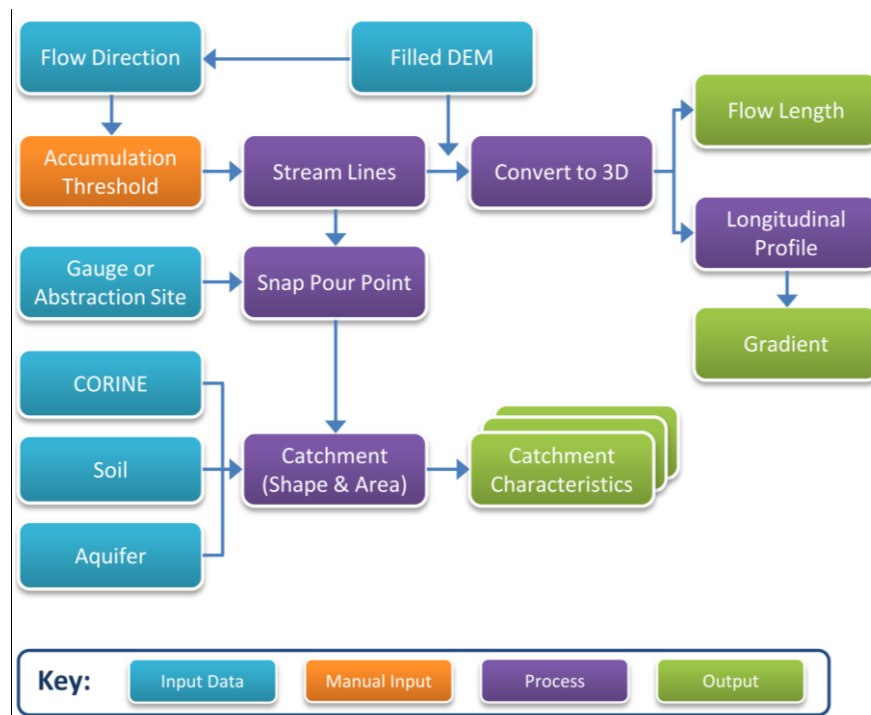 Flow Direction
Filled DEM
Flow Length
Accumulation
Threshold
Stream Lines
Convert to 3D
Longitudinal
Profile
Gauge or
Abstraction Site
Snap Pour Point
Gradient
CORINE
Soil
Catchment
(Shape & Area)
Catchment
Characteristics
Aquifer
Key:
Input Data
Manual Input
Process
Output